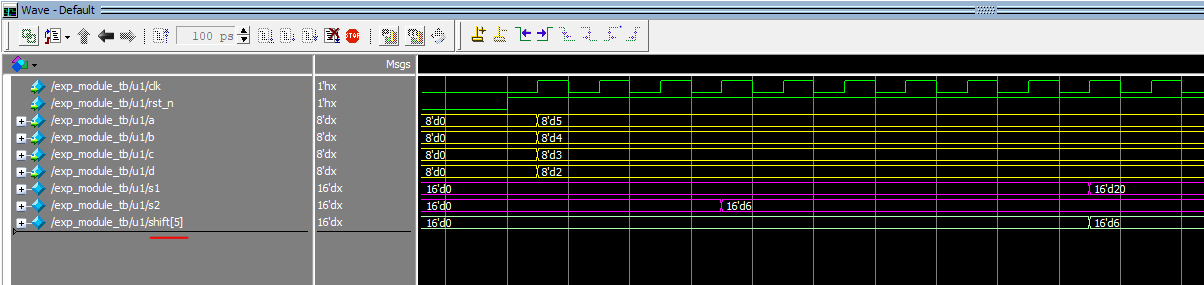 Wave - Default
100 ps
STOP
Msgs
/exp_module_tb/u1/clk 1'hx
/exp_module_tb/u1/rst_n 1'hx
/exp_module_tb/u1/a 8'dx 8'd0 8'd5
/exp_module_tb/u1/b 8'dx 8'd0 8'd4
/exp_module_tb/u1/c 8'dx 8'd0 8'd3
/exp_module_tb/u1/d 8'dx 8'd0 8'd2
/exp_module_tb/u1/s1 16'dx 16'd0 16'd20
/exp_module_tb/u1/s2 16'dx 16'd0 16'd6
/exp_module_tb/u1/shift[5] 16'dx 16'd0 16'd6